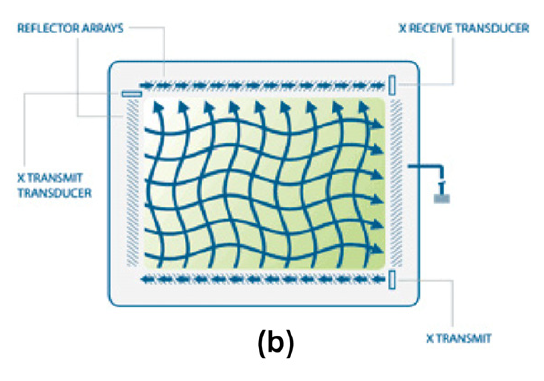 REFLECTOR ARRAYS
X RECEIVE TRANSDUCER
X TRANSMIT
TRANSDUCER
X TRANSMIT
(b)